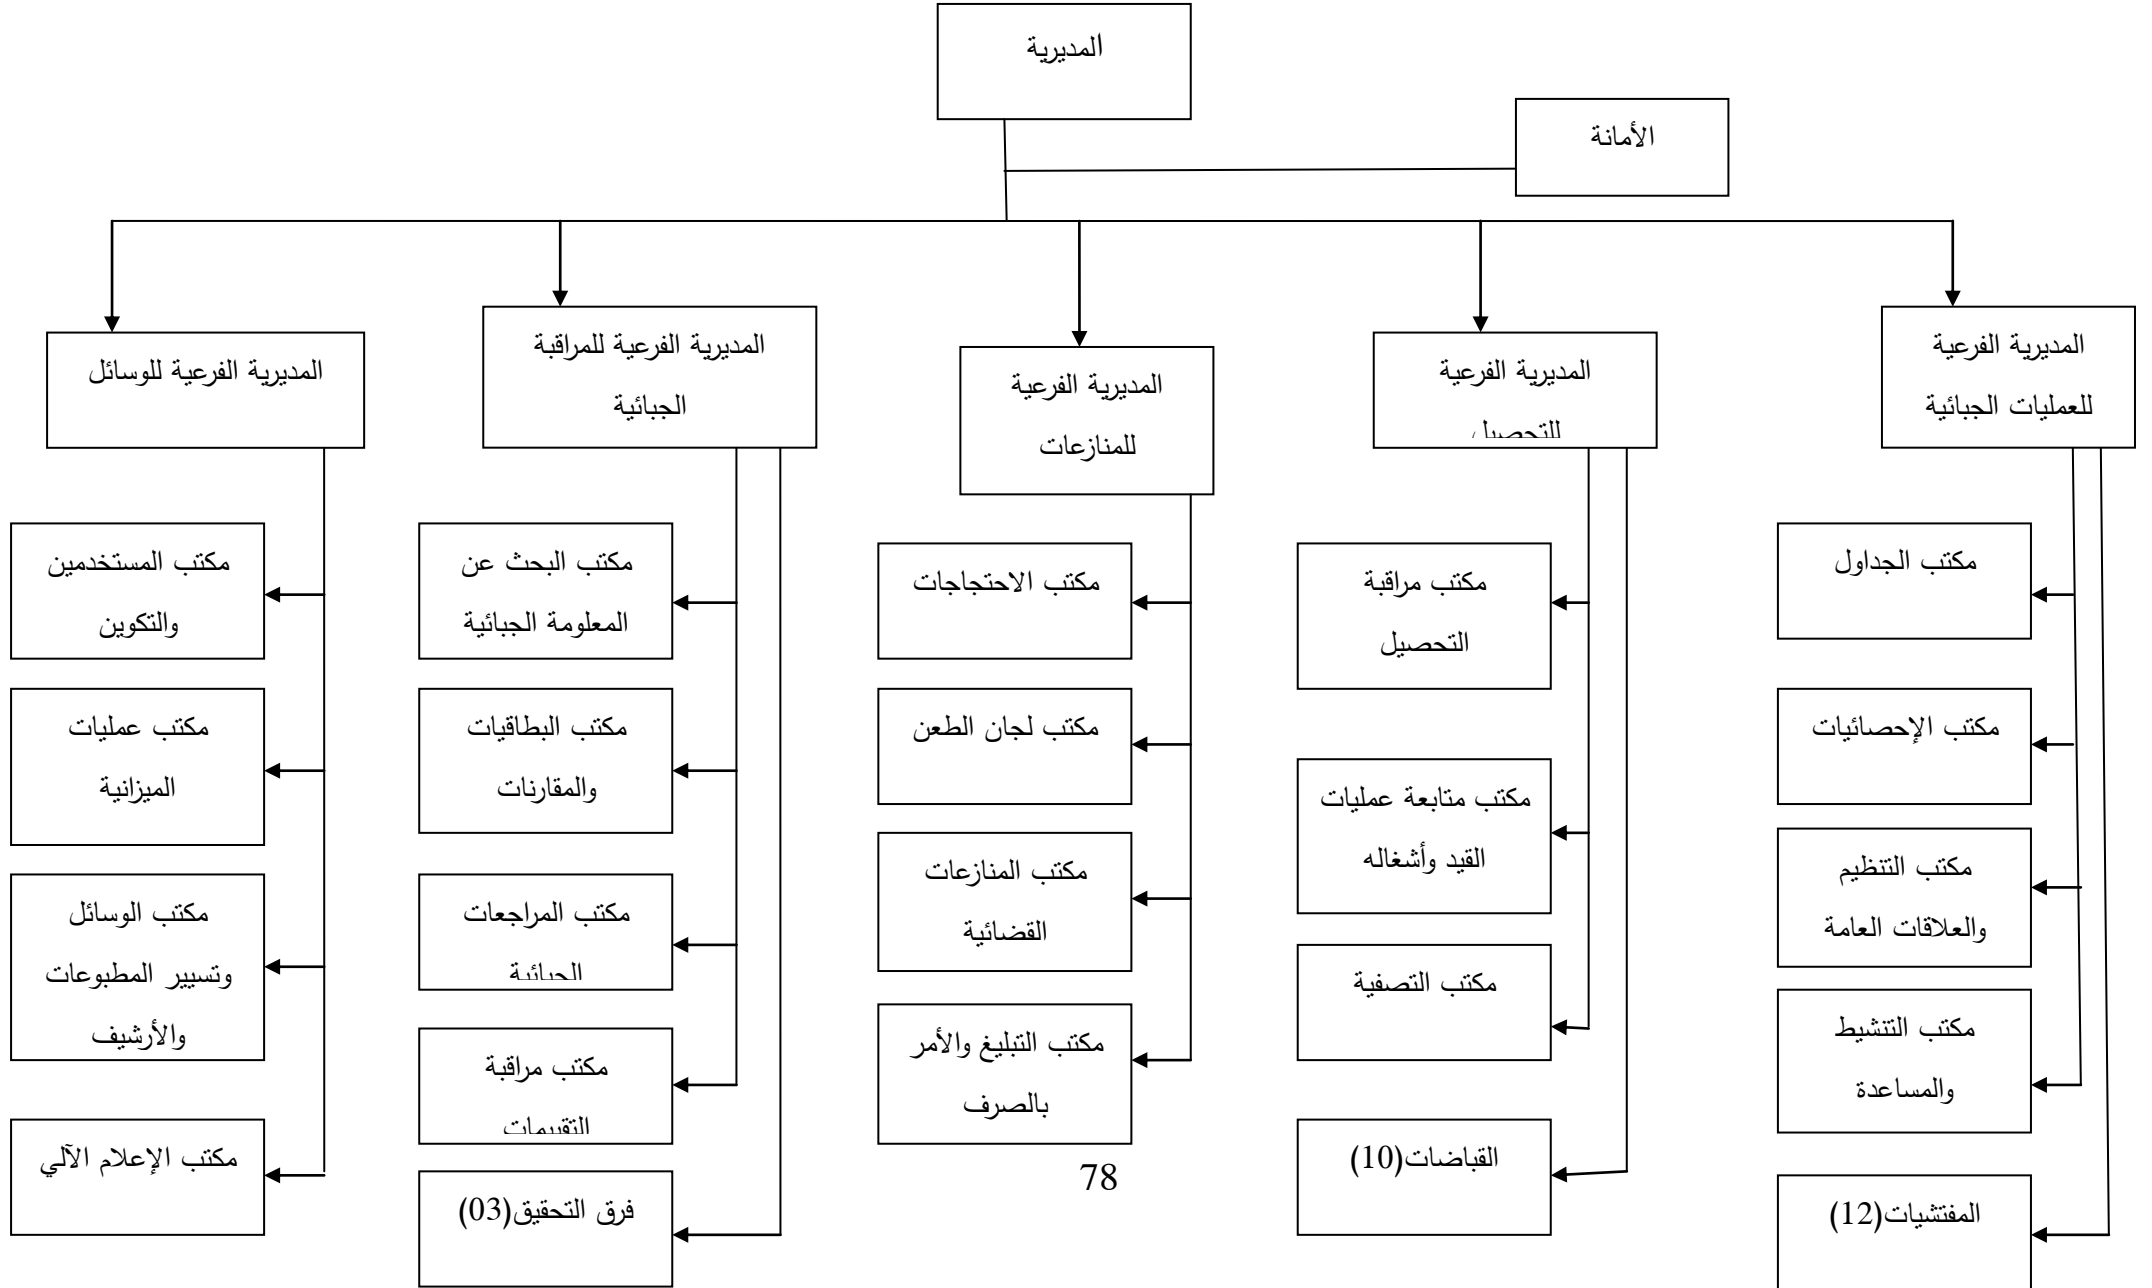 المديرية
الأمانة
المديرية الفرعية
للعمليات الجبائية
المديرية الفرعية
للتحصيل
المديرية الفرعية
للمنازعات
المديرية الفرعية للمراقبة
الجبائية
المديرية الفرعية للوسائل
مكتب الجداول
مكتب الإحصائيات
مكتب التنظيم
والعلاقات العامة
مكتب التنشيط
والمساعدة
المفتشيات(12)
مكتب مراقبة
التحصيل
مكتب متابعة عمليات
القيد وأشغاله
مكتب التصفية
القباضات(10)
مكتب الاحتجاجات
مكتب لجان الطعن
مكتب المنازعات
القضائية
مكتب التبليغ والأمر
بالصرف
مكتب البحث عن
المعلومة الجبائية
مكتب البطاقيات
والمقارنات
مكتب المراجعات
الجبائية
مكتب مراقبة
التقييمات
فرق التحقيق(03)
مكتب المستخدمين
والتكوين
مكتب عمليات
الميزانية
مكتب الوسائل
وتسيير المطبوعات
والأرشيف
مكتب الإعلام الآلي
78